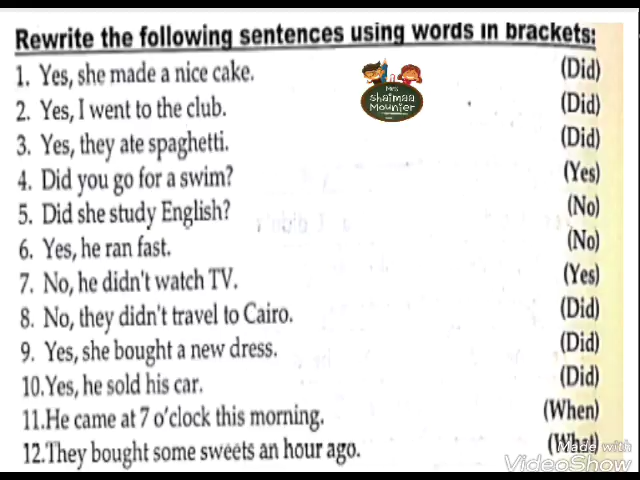 Rewrite the following sentences using words in brackets:
1. Yes, she made a nice cake. (Did)
Mrs
Shaimaa
Mounier
2. Yes, I went to the club. (Did)
3. Yes, they ate spaghetti. (Did)
4. Did you go for a swim? (Yes)
5. Did she study English? (No)
6. Yes, he ran fast. (No)
7. No, he didn't watch TV. (Yes)
8. No, they didn't travel to Cairo. (Did)
9. Yes, she bought a new dress. (Did)
10.Yes, he sold his car. (Did)
11.He came at 7 o'clock this morning. (When)
12.They bought some sweets an hour ago. (What)
Made with
VideoShow